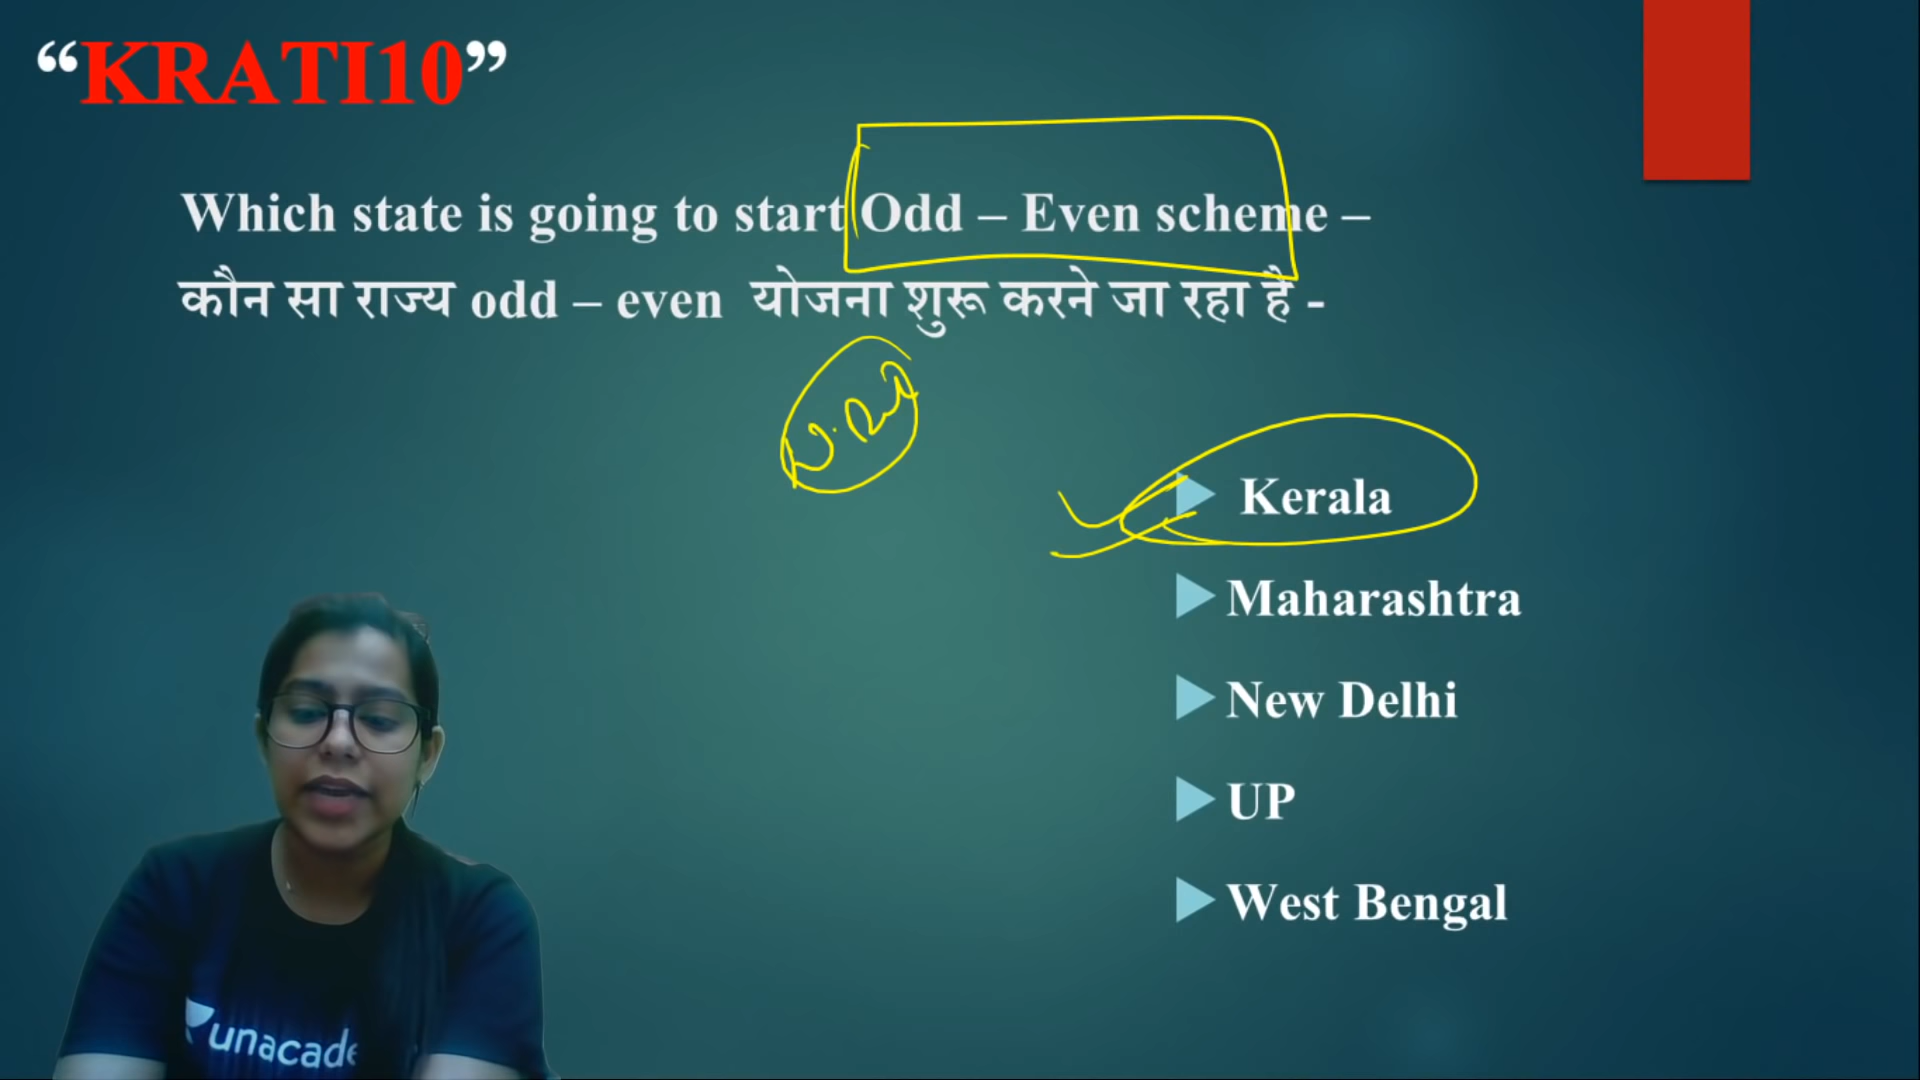 “KRATI10”
Which state is going to start Odd – Even scheme –
कौन सा राज्य odd – even योजना शुरू करने जा रहा है -
Kerala
Maharashtra
New Delhi
UP
West Bengal
unacade